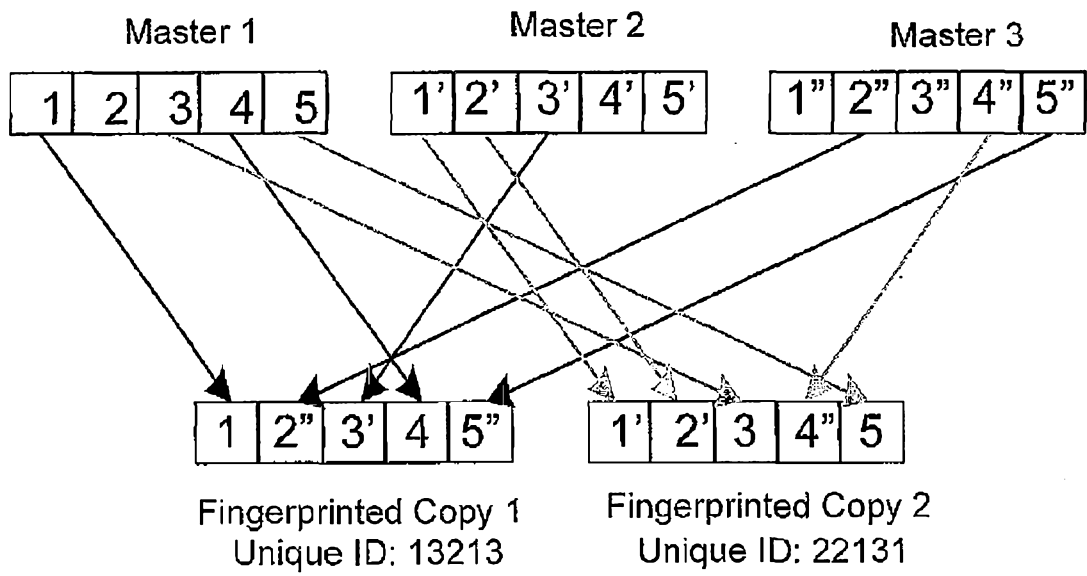 Master 1 Master 2 Master 3
1 2 3 4 5 1' 2' 3' 4' 5' 1" 2" 3" 4" 5"
1 2" 3' 4 5" 1' 2' 3 4" 5
Fingerprinted Copy 1 Fingerprinted Copy 2
Unique ID: 13213 Unique ID: 22131